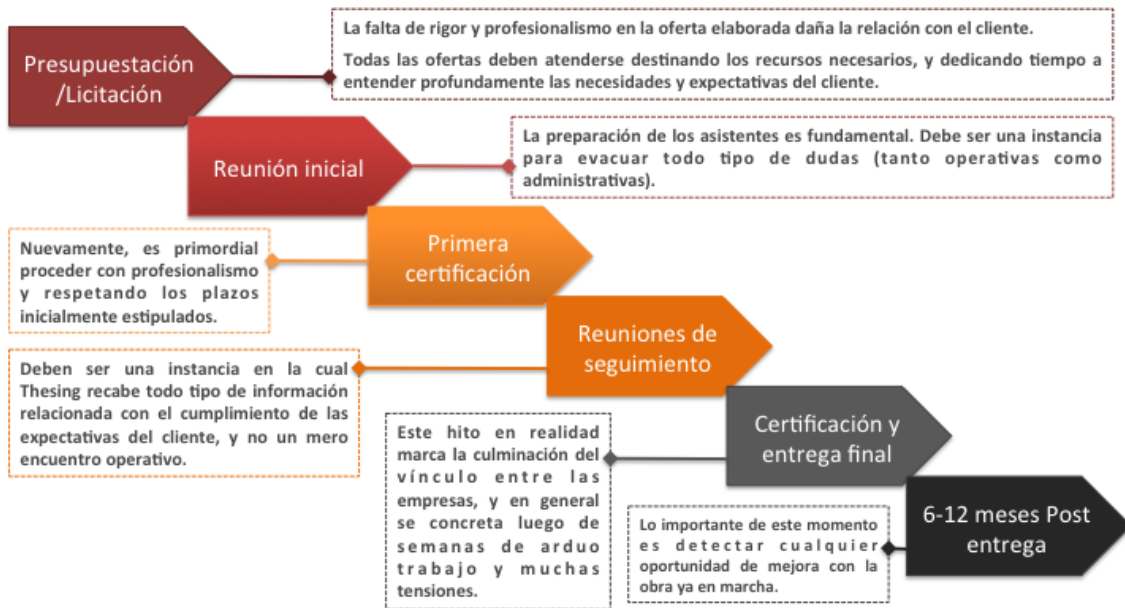 La falta de rigor y profesionalismo en la oferta elaborada daña la relación con el cliente.
Todas las ofertas deben atenderse destinando los recursos necesarios, y dedicando tiempo a
entender profundamente las necesidades y expectativas del cliente.
Presupuestación
/Licitación
La preparación de los asistentes es fundamental. Debe ser una instancia
para evacuar todo tipo de dudas (tanto operativas como
administrativas).
Reunión inicial
Nuevamente, es primordial
proceder con profesionalismo
y respetando los plazos
inicialmente estipulados.
Primera
certificación
Reuniones de
seguimiento
Deben ser una instancia en la cual
Thesing recabe todo tipo de información
relacionada con el cumplimiento de las
expectativas del cliente, y no un mero
encuentro operativo.
Certificación y
entrega final
Este hito en realidad
marca la culminación del
vínculo entre las
empresas, y en general
se concreta luego de
semanas de arduo
trabajo y muchas
tensiones.
6-12 meses Post
entrega
Lo importante de este momento
es detectar cualquier
oportunidad de mejora con la
obra ya en marcha.